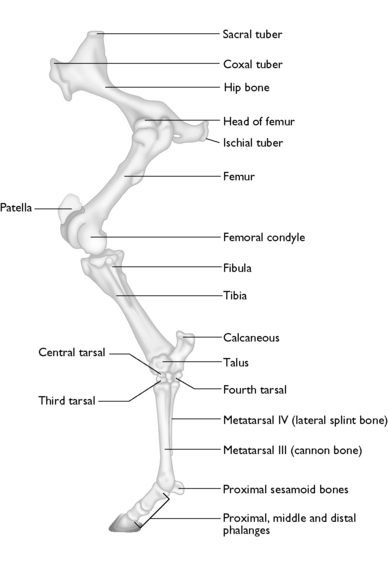 Sacral tuber
Coxal tuber
Hip bone
Head of femur
Ischial tuber
Femur
Patella
Femoral condyle
Fibula
Tibia
Calcaneous
Central tarsal
Talus
Third tarsal
Fourth tarsal
Metatarsal IV (lateral splint bone)
Metatarsal III (cannon bone)
Proximal sesamoid bones
Proximal, middle and distal
phalanges